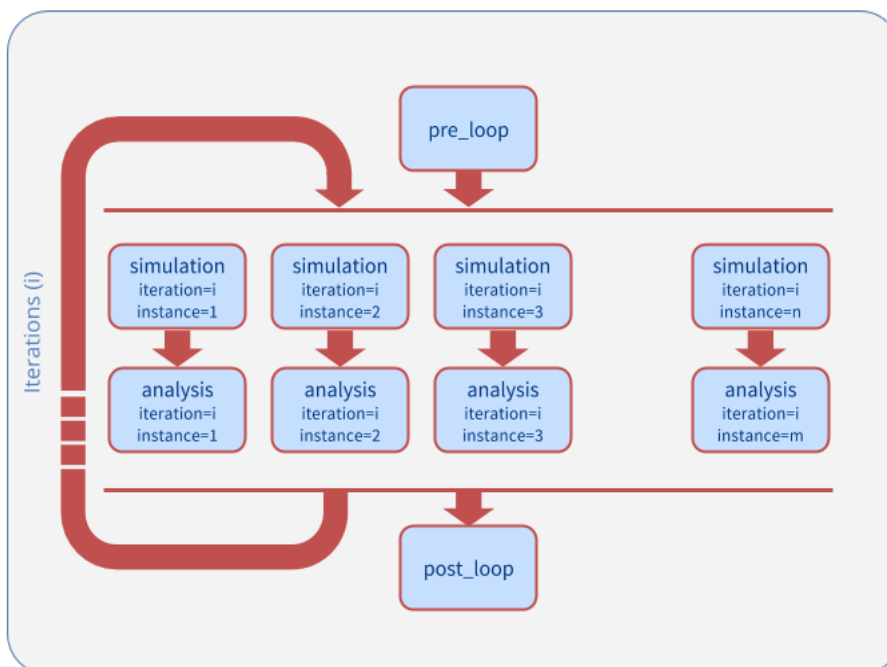 pre_loop
Iterations (i)
simulation
iteration=i
instance=1
simulation
iteration=i
instance=2
simulation
iteration=i
instance=3
simulation
iteration=i
instance=n
analysis
iteration=i
instance=1
analysis
iteration=i
instance=2
analysis
iteration=i
instance=3
analysis
iteration=i
instance=m
post_loop